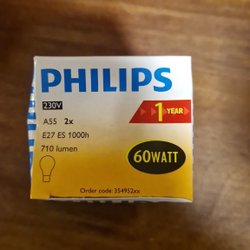 PHILIPS
230V
1 YEAR
A55 2x
E27 ES 1000h
710 lumen
60WATT
Order code: 354952xx